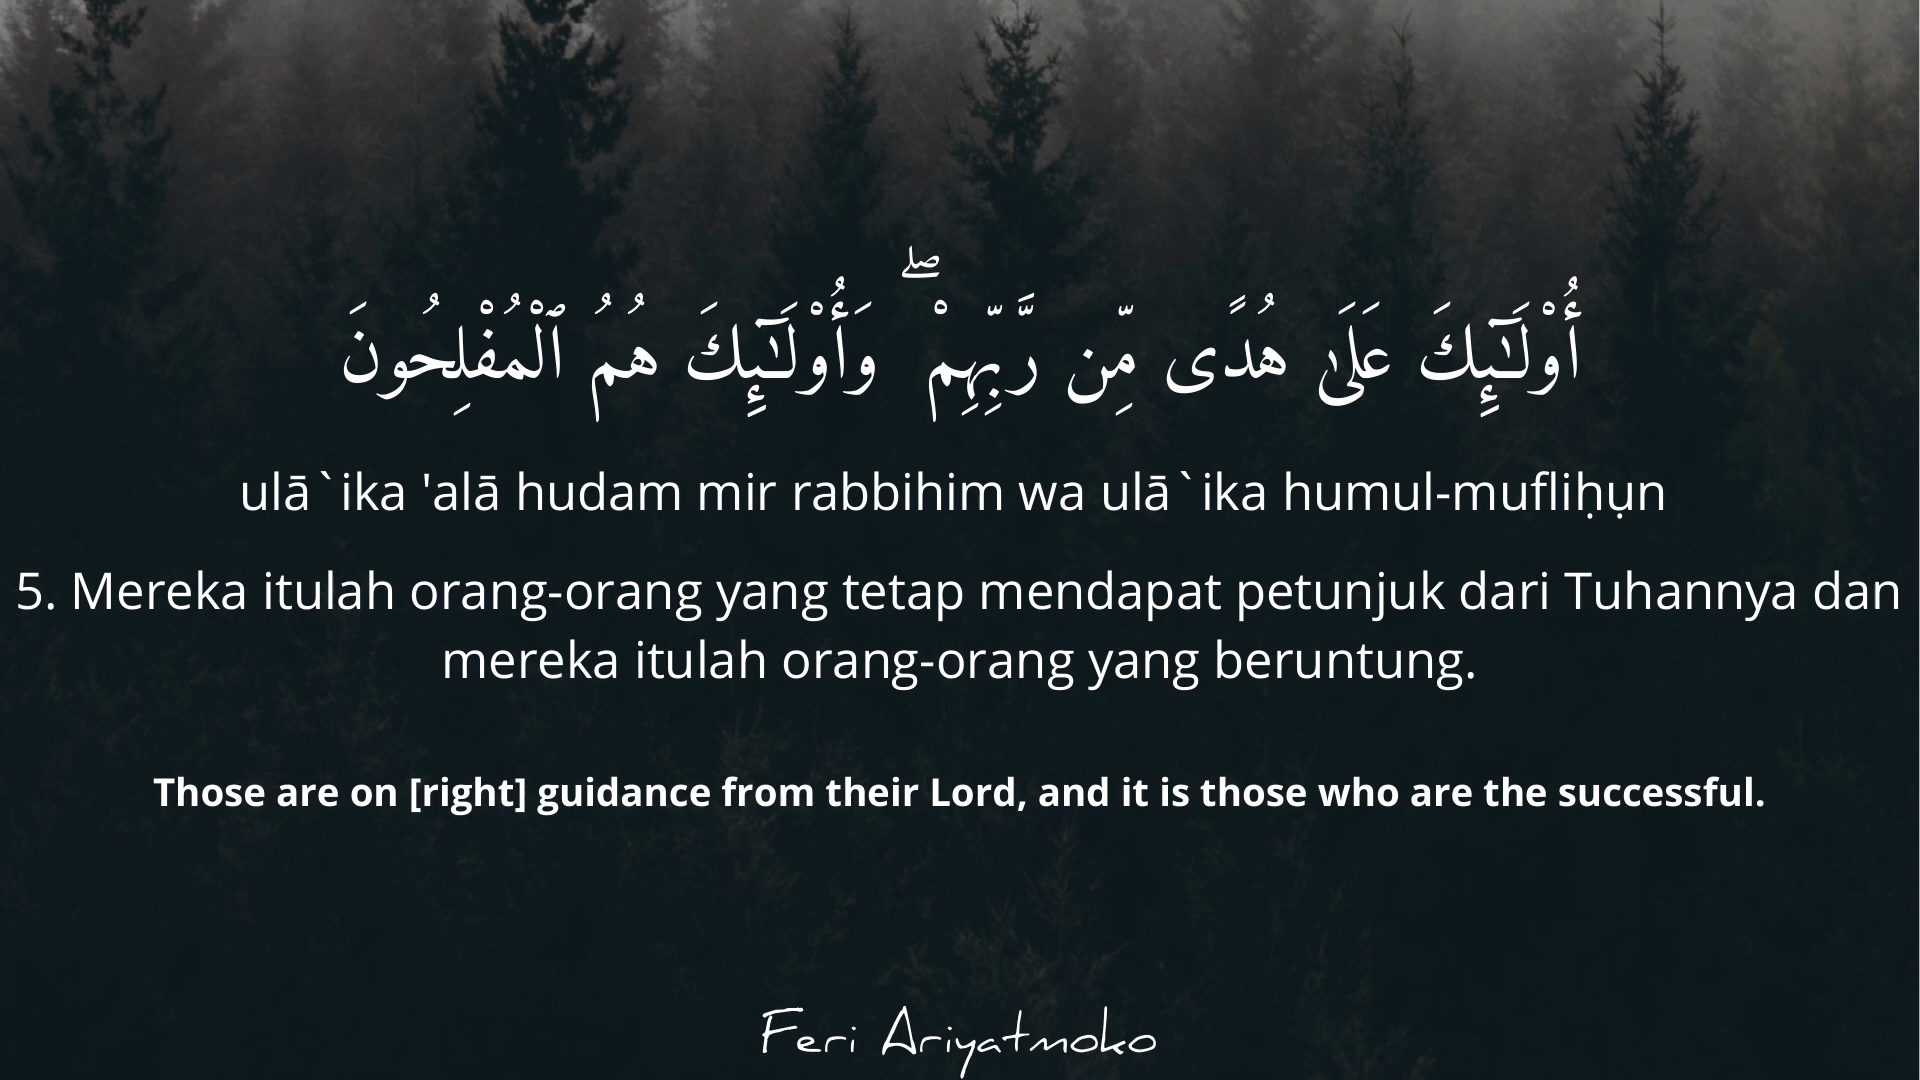 أُو۟لَـٰٓئِكَ عَلَىٰ هُدًى مِّن رَّبِّهِمْ ۖ وَأُو۟لَـٰٓئِكَ هُمُ ٱلْمُفْلِحُونَ
ulā`ika 'alā hudam mir rabbihim wa ulā`ika humul-mufliḥụn
5. Mereka itulah orang-orang yang tetap mendapat petunjuk dari Tuhannya dan
mereka itulah orang-orang yang beruntung.
Those are on [right] guidance from their Lord, and it is those who are the successful.
Feri Ariyatmoko